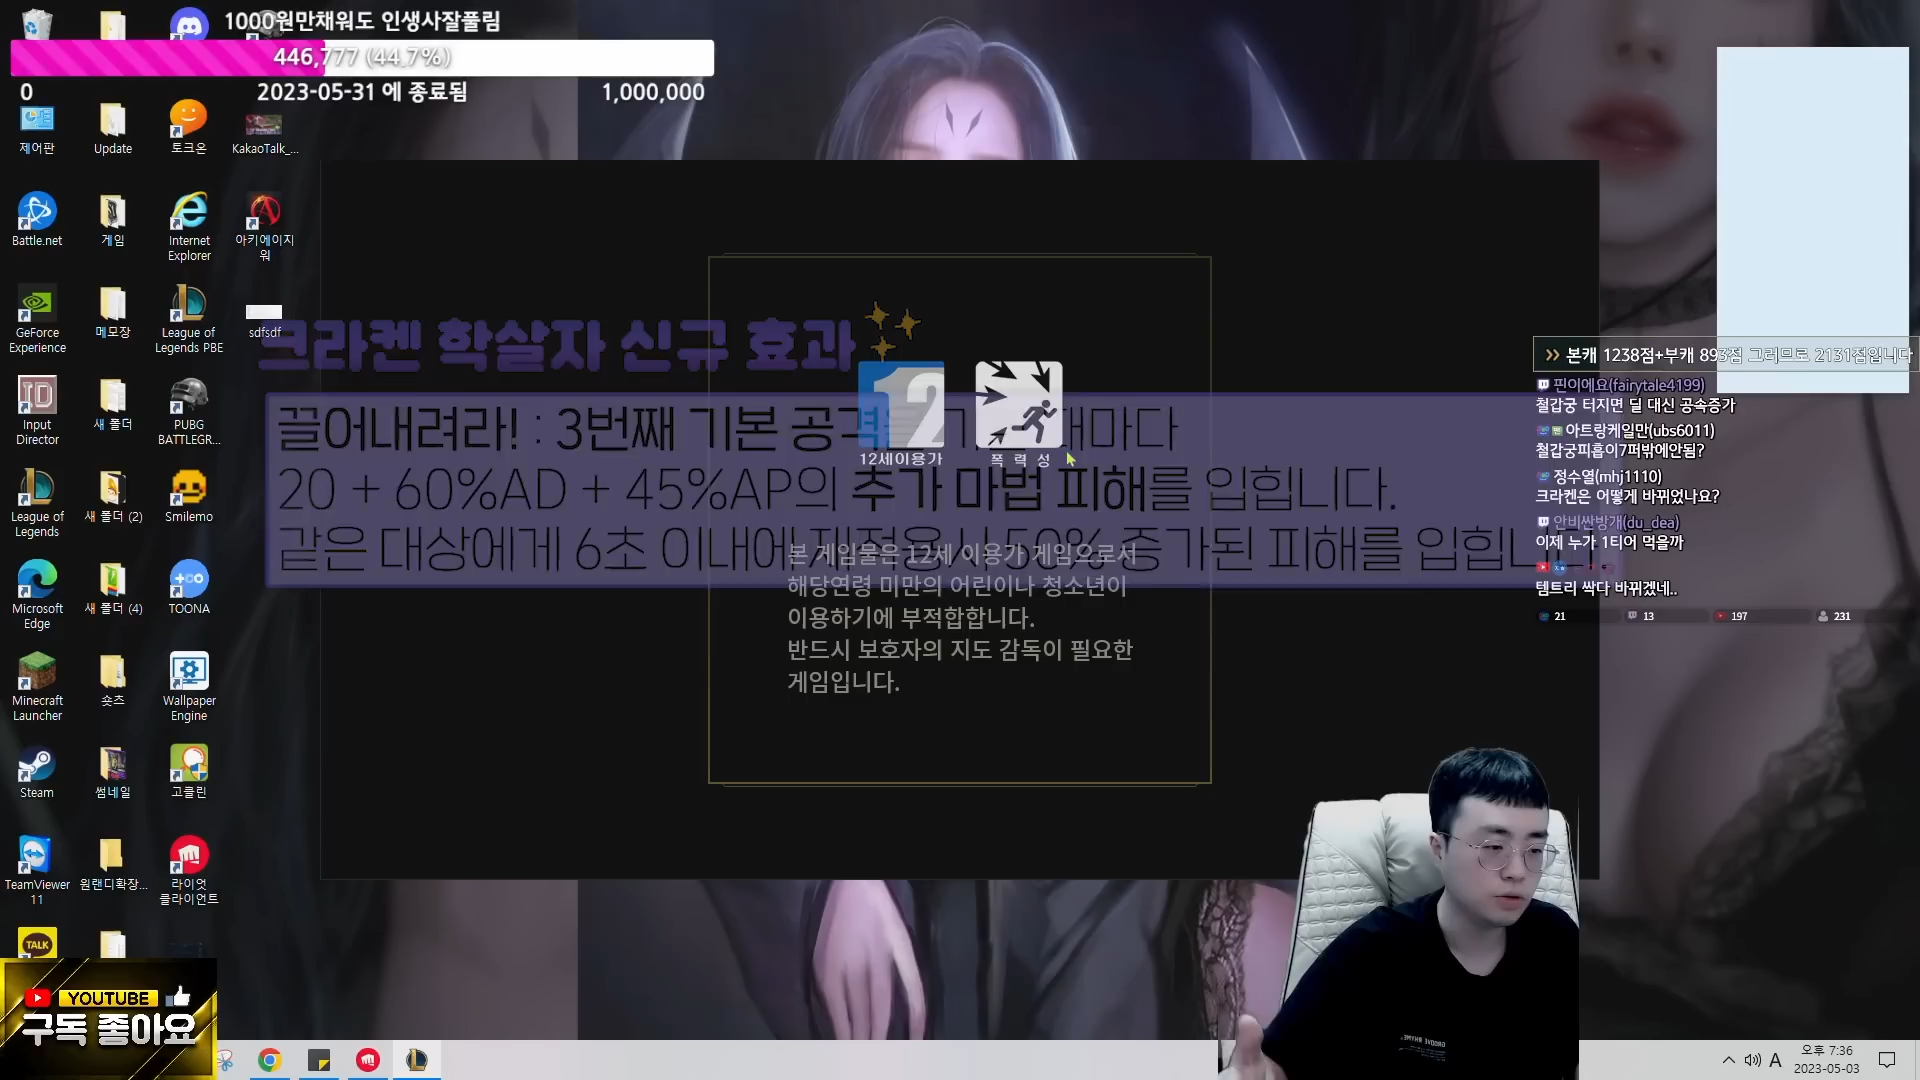 1000원만채워도 인생사잘풀림
446,777 (44.7%)
0
2023-05-31 에 종료됨
1,000,000
제어판
Update
토크온
KakaoTalk_...
Battle.net
게임
Internet Explorer
아키에이지 워
GeForce Experience
메모장
League of Legends PBE
sdfsdf
Input Director
새 폴더
PUBG BATTLEGR...
League of Legends
새 폴더 (2)
Smilemo
Microsoft Edge
새 폴더 (4)
TOONA
Minecraft Launcher
숏츠
Wallpaper Engine
Steam
썸네일
고클린
TeamViewer 11
원랜디확장...
라이엇 클라이언트
TALK
YOUTUBE
구독 좋아요
크라켄 학살자 신규 효과
끌어내려라! : 3번째 기본 공격
때마다
20 + 60%AD + 45%AP의 추가 마법 피해를 입힙니다.
같은 대상에게 6초 이내에 재적용시 50% 증가된 피해를 입힙니
12
12세이용가
폭 력 성
본 게임물은 12세 이용가 게임으로서
해당연령 미만의 어린이나 청소년이
이용하기에 부적합합니다.
반드시 보호자의 지도 감독이 필요한
게임입니다.
본캐 1238점+부캐 893점 그러므로 2131점입니다
핀이에요(fairytale4199)
철갑궁 터지면 딜 대신 공속증가
아트랑케일만(ubs6011)
철갑궁피흡이7퍼밖에안됨?
정수열(mhj1110)
크라켄은 어떻게 바뀌었나요?
안비싼방개(du_dea)
이제 누가 1티어 먹을까
템트리 싹다 바뀌겠네..
21
13
197
231
GROOVE RHYME
A
오후 7:36
2023-05-03